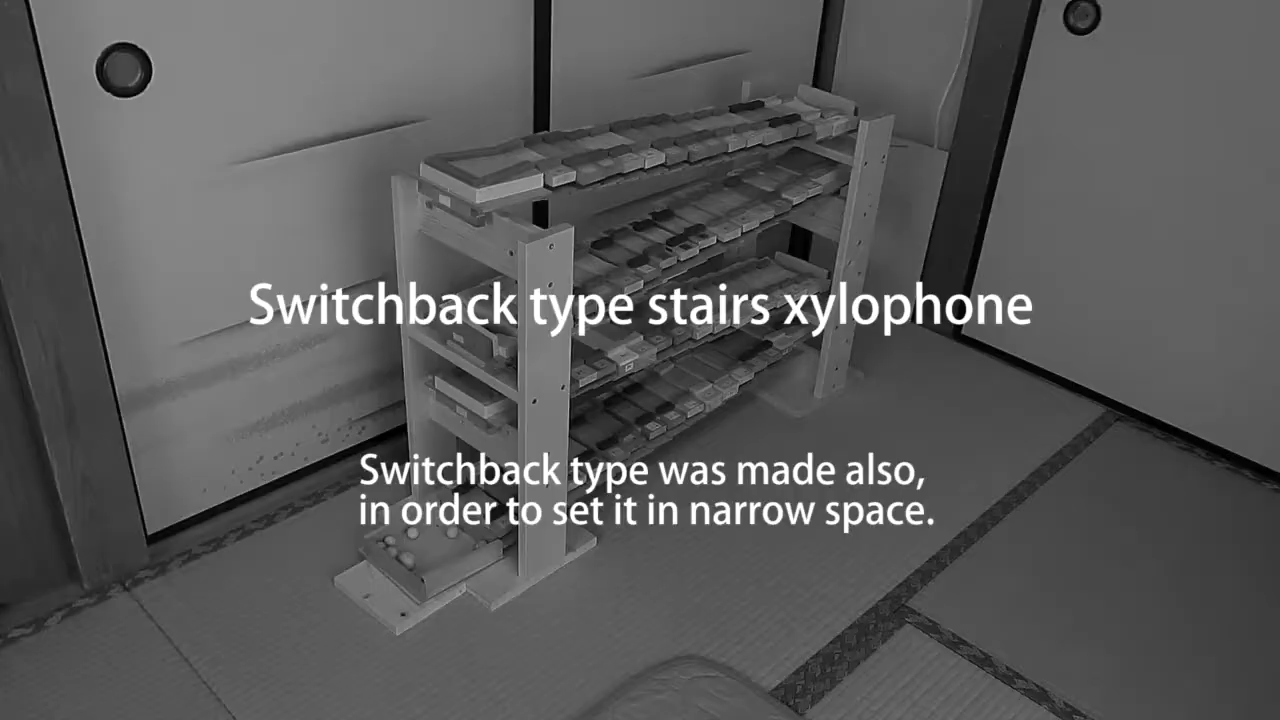 Switchback type stairs xylophone
Switchback type was made also,
in order to set it in narrow space.